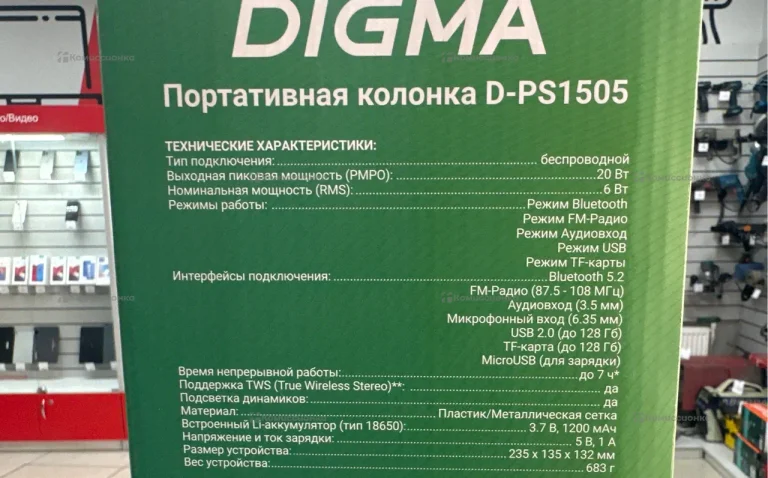 DIGMA
Портативная колонка D-PS1505
о/Видео
ТЕХНИЧЕСКИЕ ХАРАКТЕРИСТИКИ:
Тип подключения: беспроводной
Выходная пиковая мощность (PMPO): 20 Вт
Номинальная мощность (RMS): 6 Вт
Режимы работы: Режим Bluetooth
Режим FM-Радио
Режим Аудиовход
Режим USB
Режим TF-карты
Интерфейсы подключения: Bluetooth 5.2
FM-Радио (87.5 - 108 МГц)
Аудиовход (3.5 мм)
Микрофонный вход (6.35 мм)
USB 2.0 (до 128 Гб)
TF-карта (до 128 Гб)
MicroUSB (для зарядки)
Время непрерывной работы: до 7 ч*
Поддержка TWS (True Wireless Stereo)**: да
Подсветка динамиков: да
Материал: Пластик/Металлическая сетка
Встроенный Li-аккумулятор (тип 18650): 3.7 В, 1200 мАч
Напряжение и ток зарядки: 5 В, 1 А
Размер устройства: 235 x 135 x 132 мм
Вес устройства: 683 г